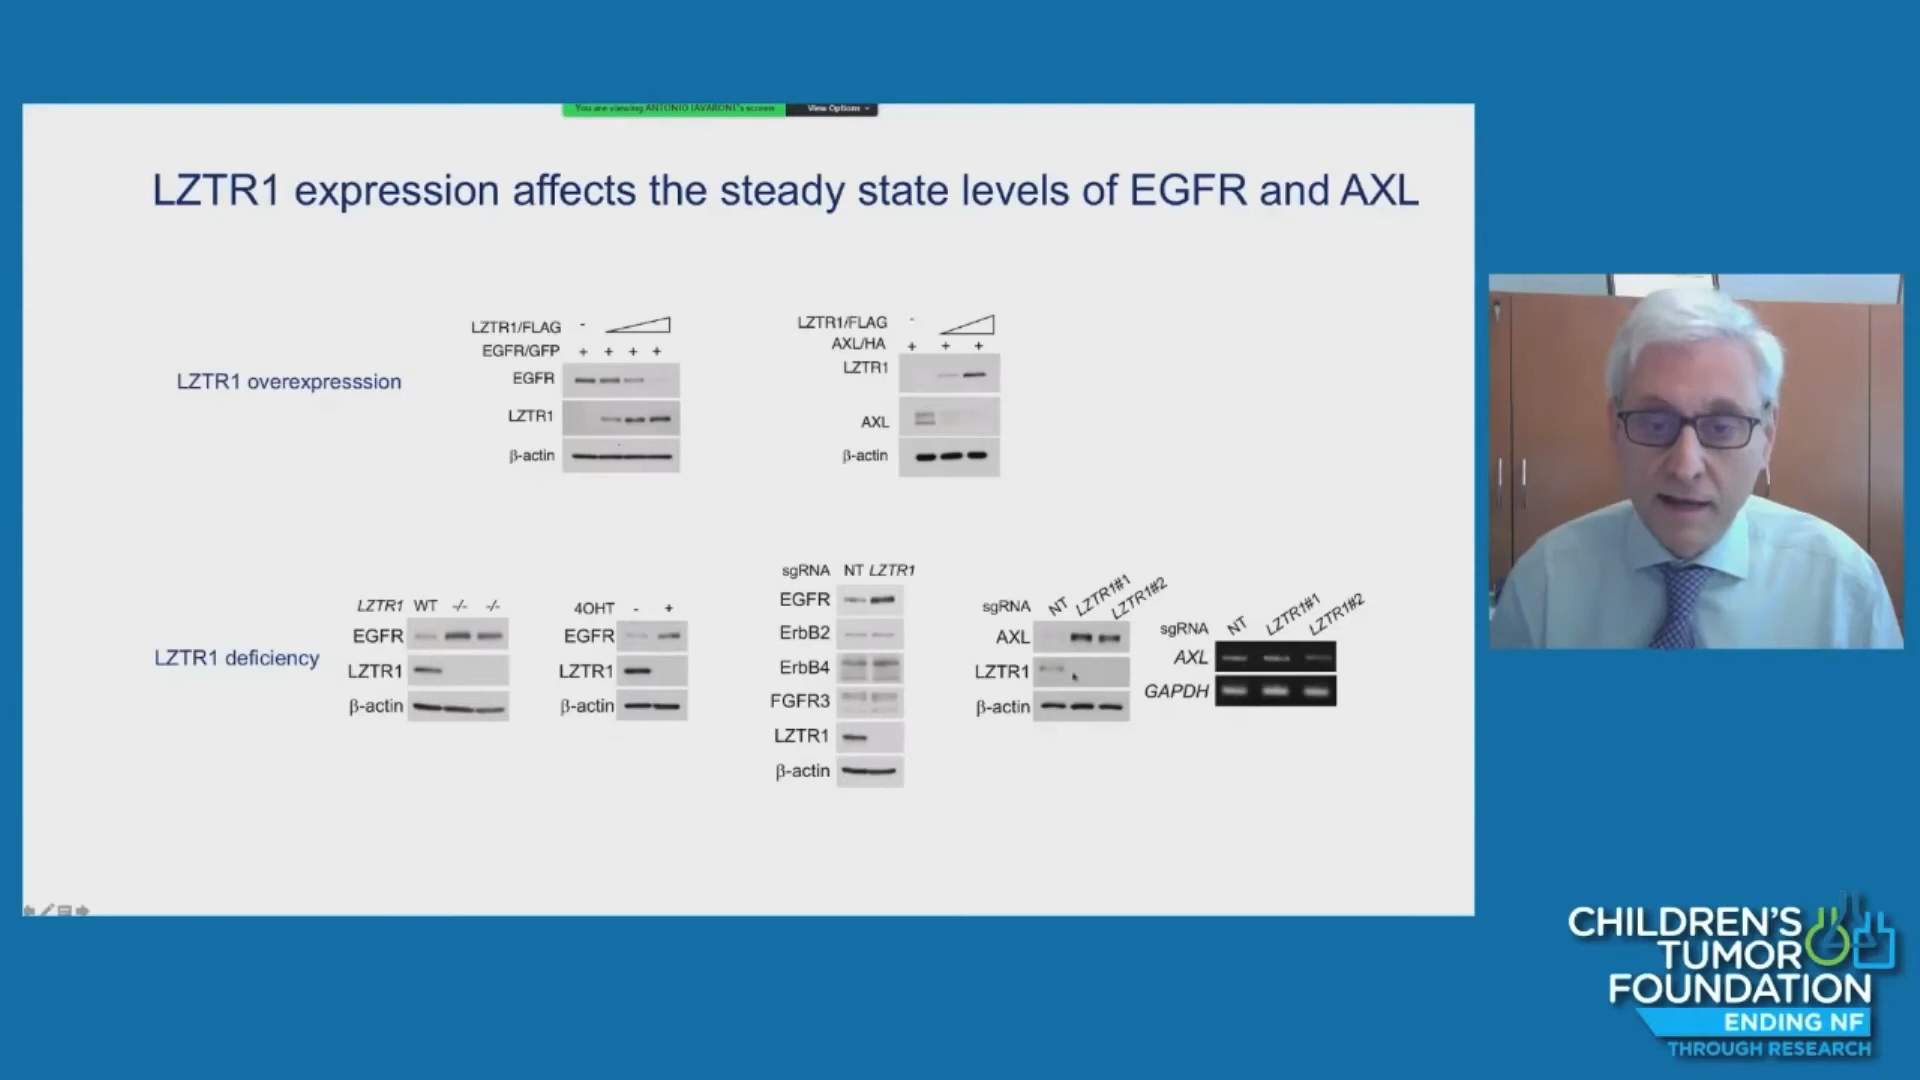 You are viewing ANTONIO IAVARONE's screen View Options
LZTR1 expression affects the steady state levels of EGFR and AXL
LZTR1 overexpresssion
LZTR1/FLAG -
EGFR/GFP + + + +
EGFR
LZTR1
β-actin
LZTR1/FLAG -
AXL/HA + + +
LZTR1
AXL
β-actin
LZTR1 deficiency
LZTR1 WT -/- -/-
EGFR
LZTR1
β-actin
4OHT - +
EGFR
LZTR1
β-actin
sgRNA NT LZTR1
EGFR
ErbB2
ErbB4
FGFR3
LZTR1
β-actin
sgRNA NT LZTR1#1 LZTR1#2
AXL
LZTR1
β-actin
sgRNA NT LZTR1#1 LZTR1#2
AXL
GAPDH
CHILDREN'S
TUMOR
FOUNDATION
ENDING NF
THROUGH RESEARCH